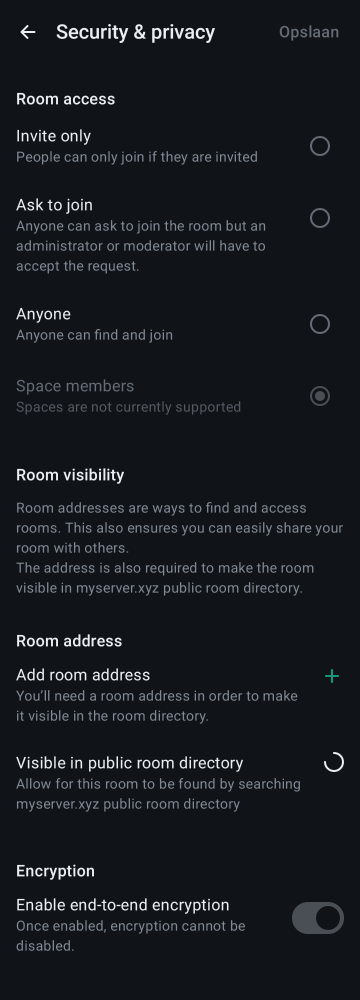 Security & privacy
Opslaan
Room access
Invite only
People can only join if they are invited
Ask to join
Anyone can ask to join the room but an
administrator or moderator will have to
accept the request.
Anyone
Anyone can find and join
Space members
Spaces are not currently supported
Room visibility
Room addresses are ways to find and access
rooms. This also ensures you can easily share your
room with others.
The address is also required to make the room
visible in myserver.xyz public room directory.
Room address
Add room address
You’ll need a room address in order to make
it visible in the room directory.
Visible in public room directory
Allow for this room to be found by searching
myserver.xyz public room directory
Encryption
Enable end-to-end encryption
Once enabled, encryption cannot be
disabled.